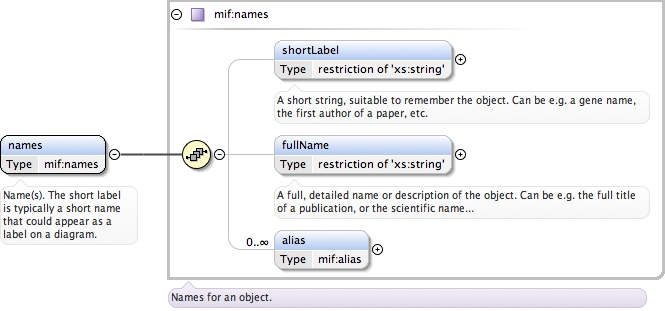 mif:names
shortLabel
Type restriction of 'xs:string'
A short string, suitable to remember the object. Can be e.g. a gene name,
the first author of a paper, etc.
names
Type mif:names
Name(s). The short label
is typically a short name
that could appear as a
label on a diagram.
fullName
Type restriction of 'xs:string'
A full, detailed name or description of the object. Can be e.g. the full title
of a publication, or the scientific name...
0..∞
alias
Type mif:alias
Names for an object.